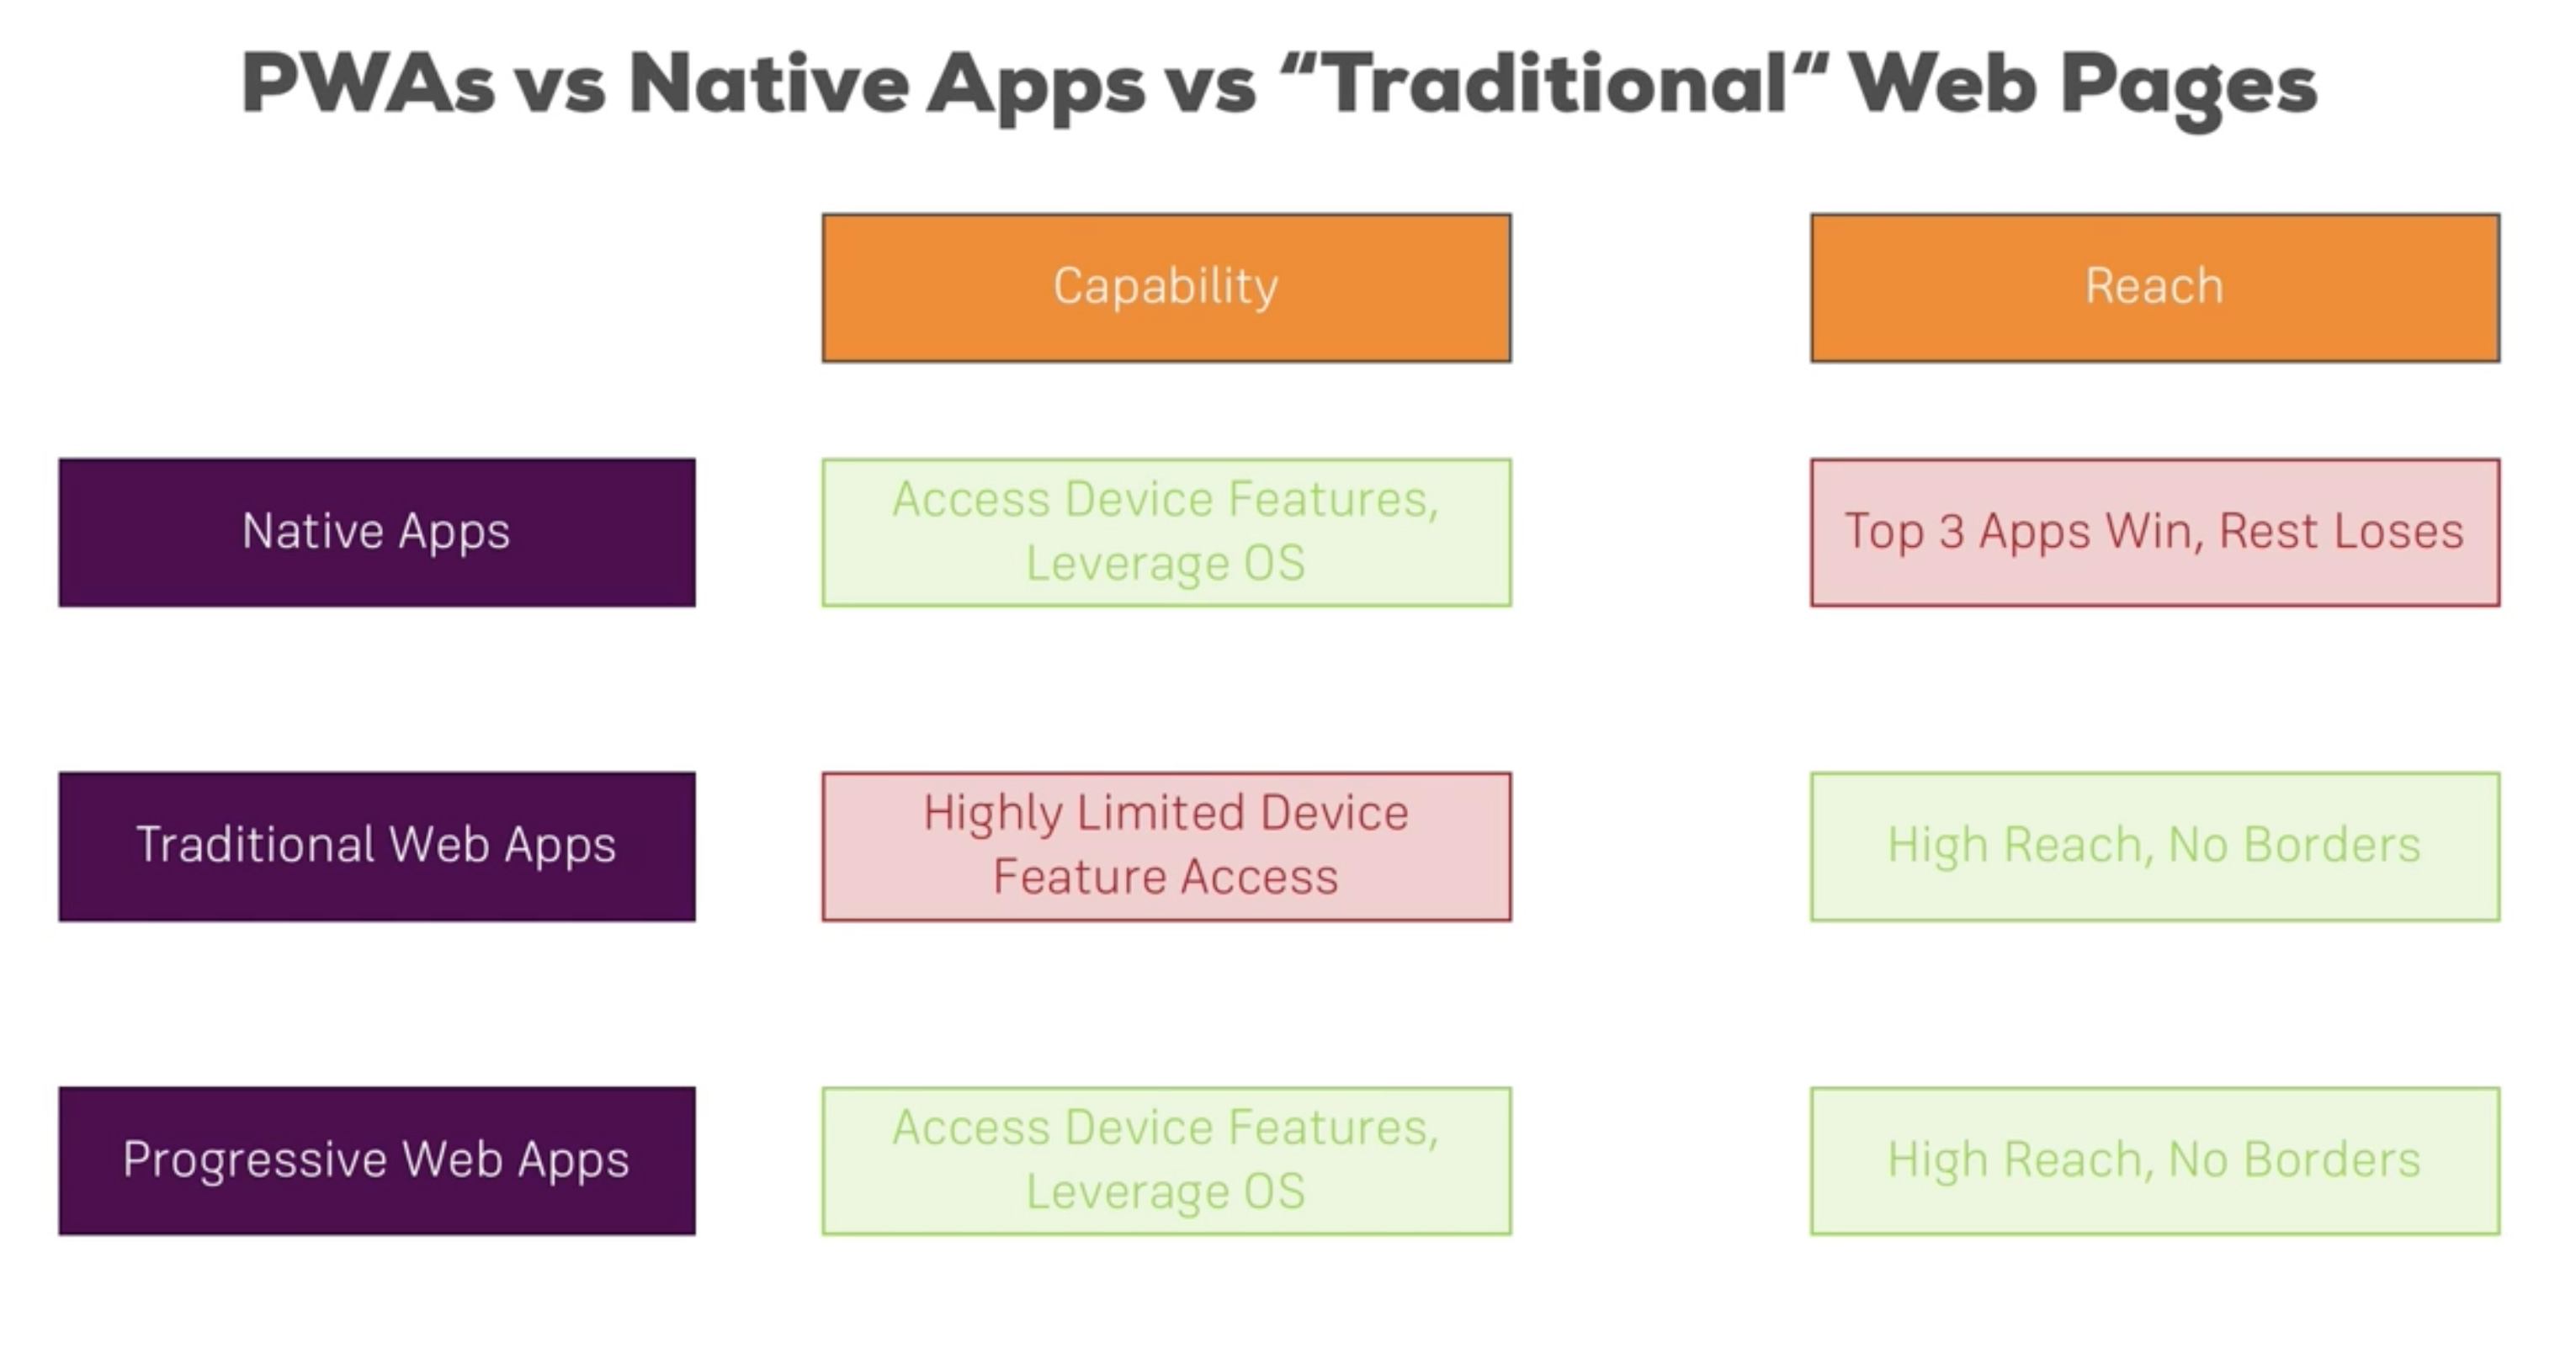 PWAs vs Native Apps vs “Traditional“ Web Pages
Capability
Reach
Native Apps
Access Device Features,
Leverage OS
Top 3 Apps Win, Rest Loses
Traditional Web Apps
Highly Limited Device
Feature Access
High Reach, No Borders
Progressive Web Apps
Access Device Features,
Leverage OS
High Reach, No Borders